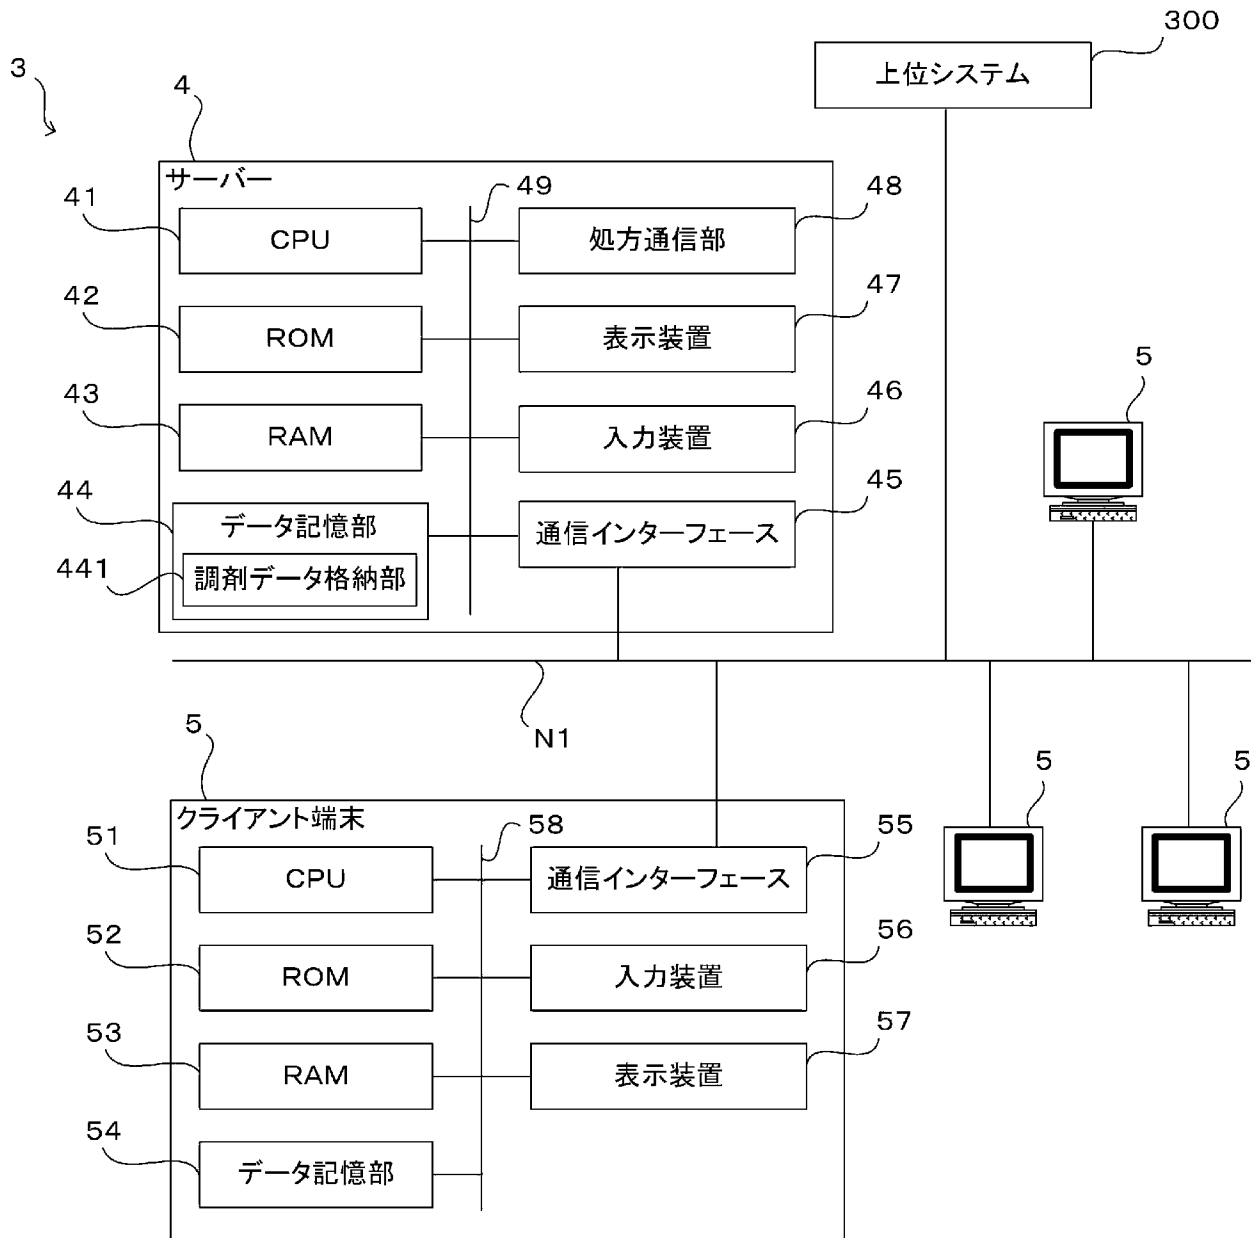 300
上位システム
3
4
サーバー
41
CPU
49
処方通信部
48
42
ROM
表示装置
47
43
RAM
入力装置
46
44
データ記憶部
441
調剤データ格納部
通信インターフェース
45
5
N1
5
クライアント端末
51
CPU
58
通信インターフェース
55
52
ROM
入力装置
56
53
RAM
表示装置
57
54
データ記憶部
5
5